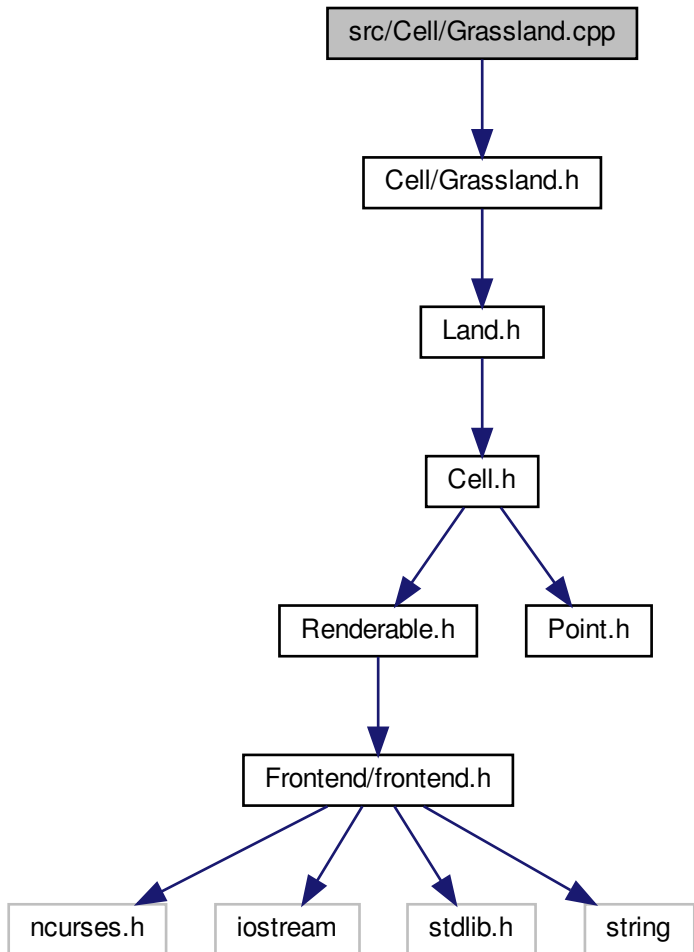 src/Cell/Grassland.cpp
Cell/Grassland.h
Land.h
Cell.h
Renderable.h
Point.h
Frontend/frontend.h
ncurses.h
iostream
stdlib.h
string